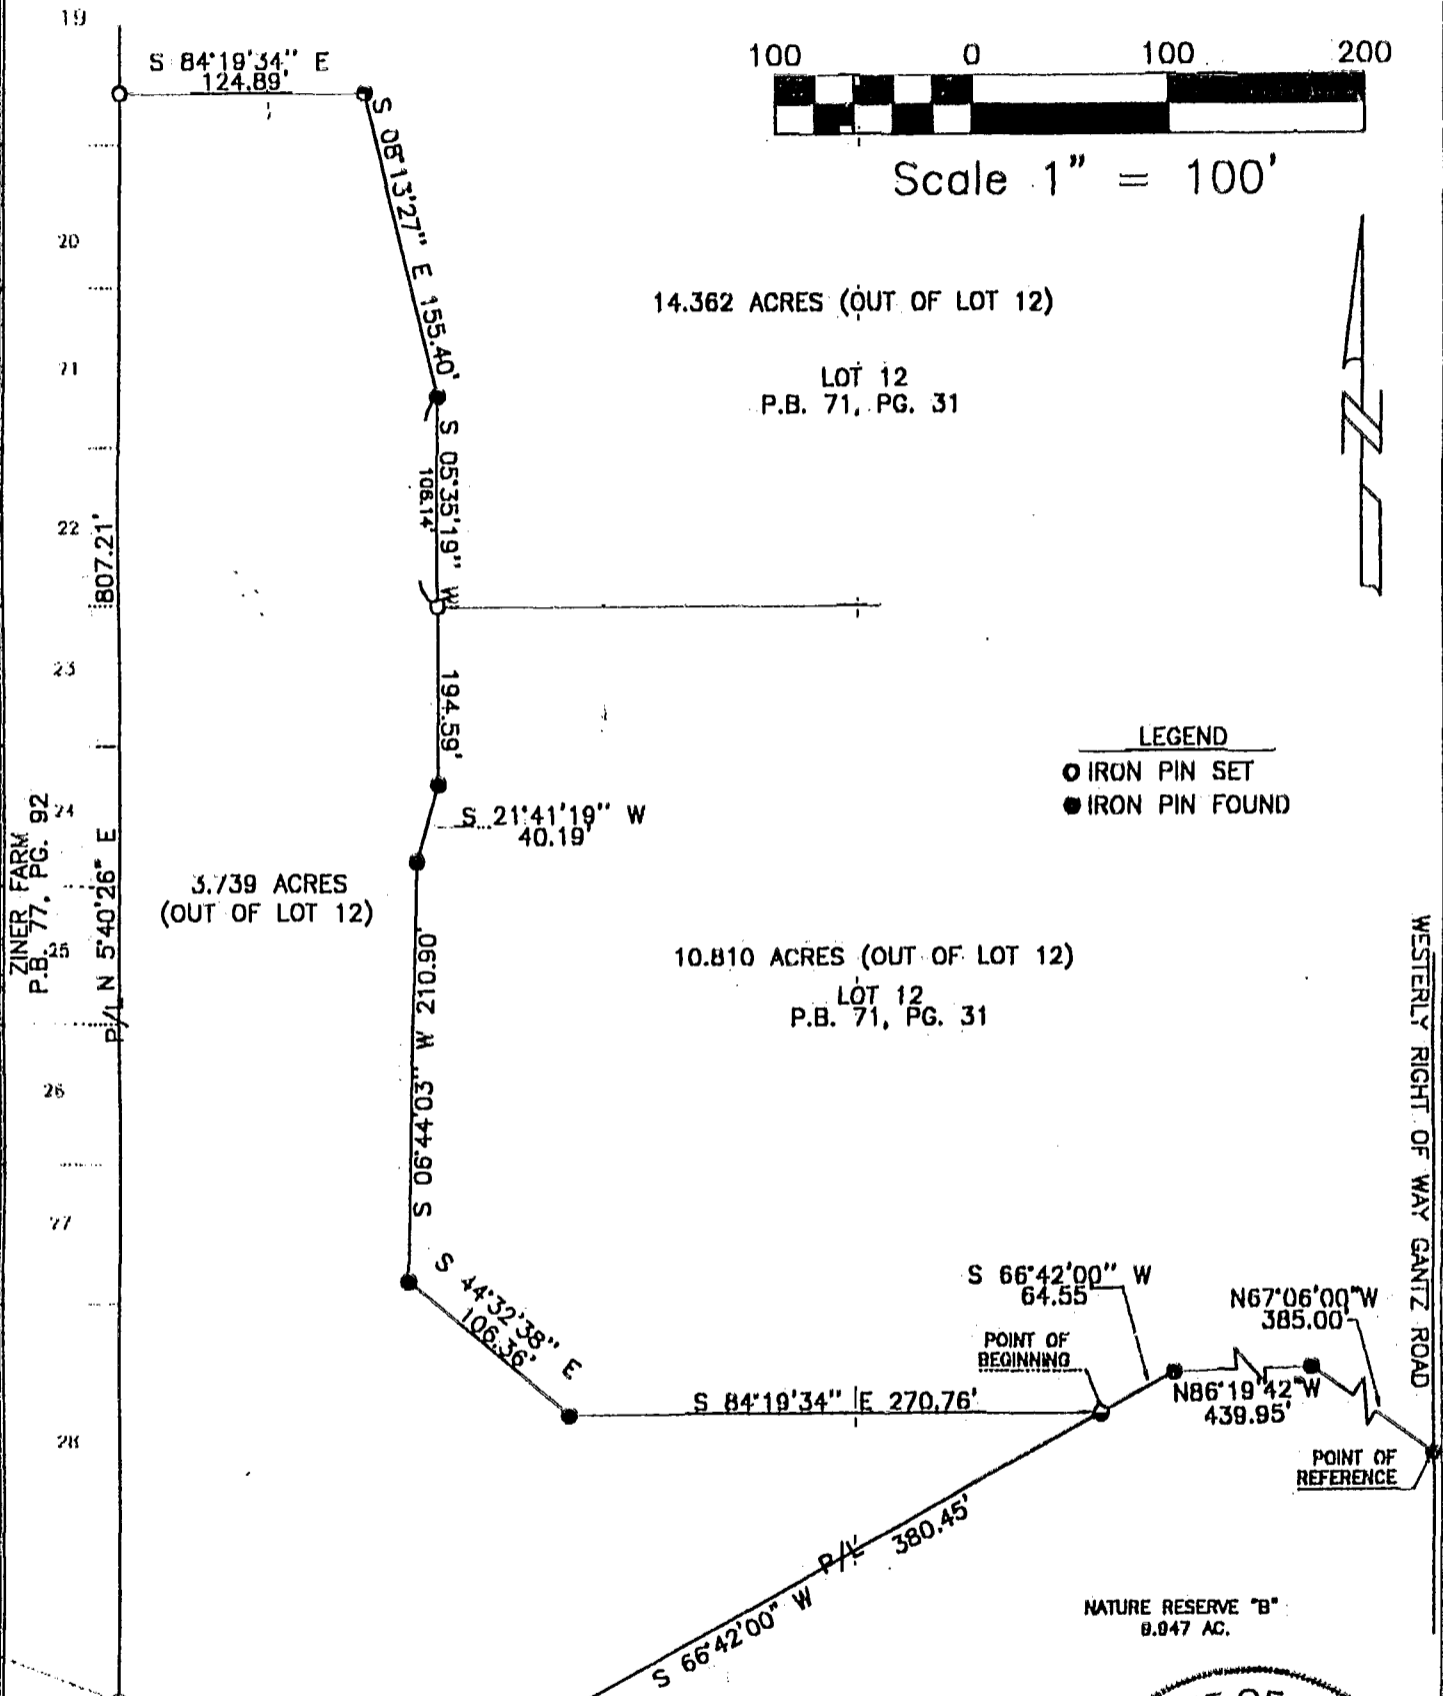 19
S 84°19'34" E
124.89'
100 0 100 200
Scale 1" = 100'
S 08°13'27" E 155.40'
20
14.362 ACRES (OUT OF LOT 12)
21
LOT 12
P.B. 71, PG. 31
S 05°35'19" W
106.14'
22
807.21'
23
194.59'
LEGEND
IRON PIN SET
IRON PIN FOUND
24
S 21°41'19" W
40.19'
ZINER FARM
P.B. 77, PG. 92
P/L N 5°40'26" E
3.739 ACRES
(OUT OF LOT 12)
25
S 06°44'03" W 210.90'
10.810 ACRES (OUT OF LOT 12)
LOT 12
P.B. 71, PG. 31
WESTERLY RIGHT OF WAY GANTZ ROAD
26
27
S 44°32'38" E
106.36'
S 66°42'00" W
64.55'
N67°06'00"W
385.00'
POINT OF
BEGINNING
N86°19'42"W
439.95'
S 84°19'34" E 270.76'
28
POINT OF
REFERENCE
S 66°42'00" W P/L 380.45'
NATURE RESERVE "B"
AC.